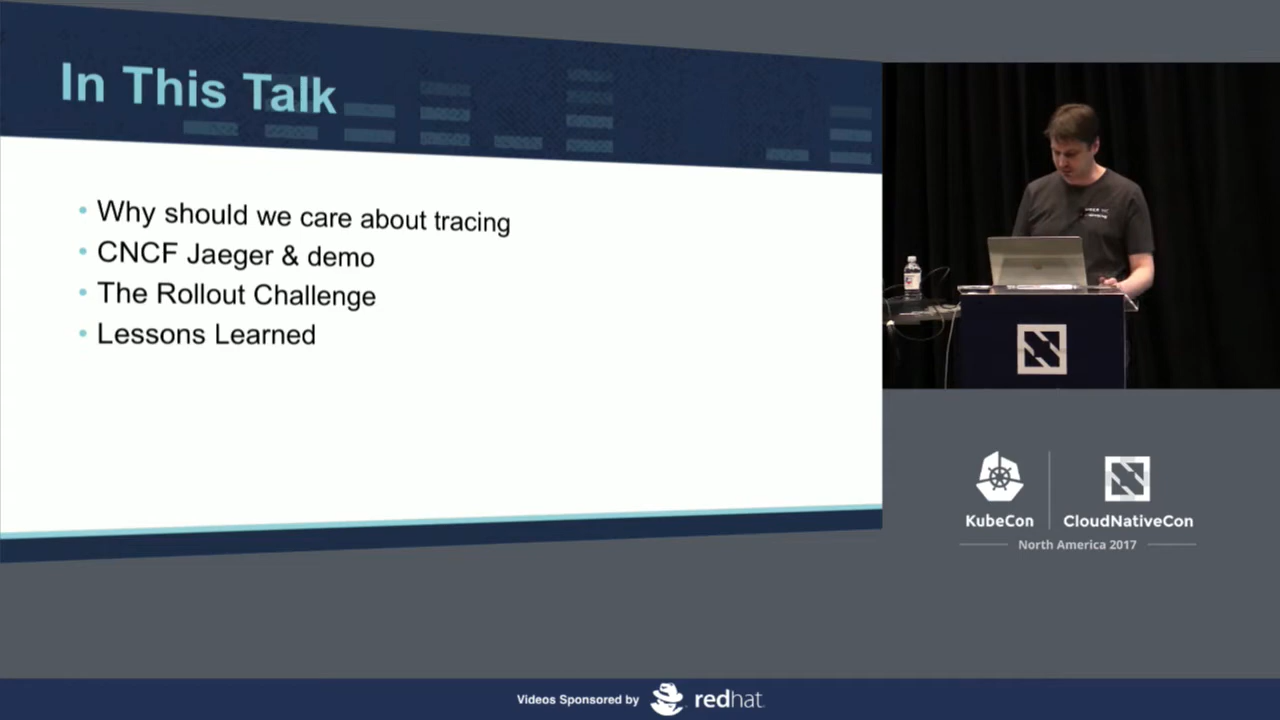 In This Talk
• Why should we care about tracing
• CNCF Jaeger & demo
• The Rollout Challenge
• Lessons Learned
KubeCon
CloudNativeCon
North America 2017
Videos Sponsored by
redhat.